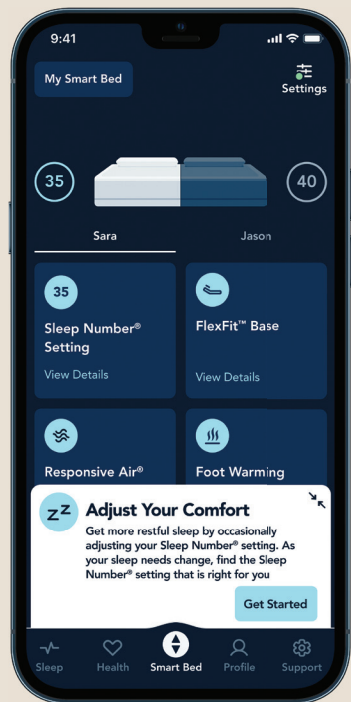 9:41
My Smart Bed
Settings
35
40
Sara
Jason
35
Sleep Number®
Setting
View Details
FlexFit™ Base
View Details
Responsive Air®
Foot Warming
zZ
Adjust Your Comfort
Get more restful sleep by occasionally
adjusting your Sleep Number® setting. As
your sleep needs change, find the Sleep
Number® setting that is right for you
Get Started
Sleep
Health
Smart Bed
Profile
Support